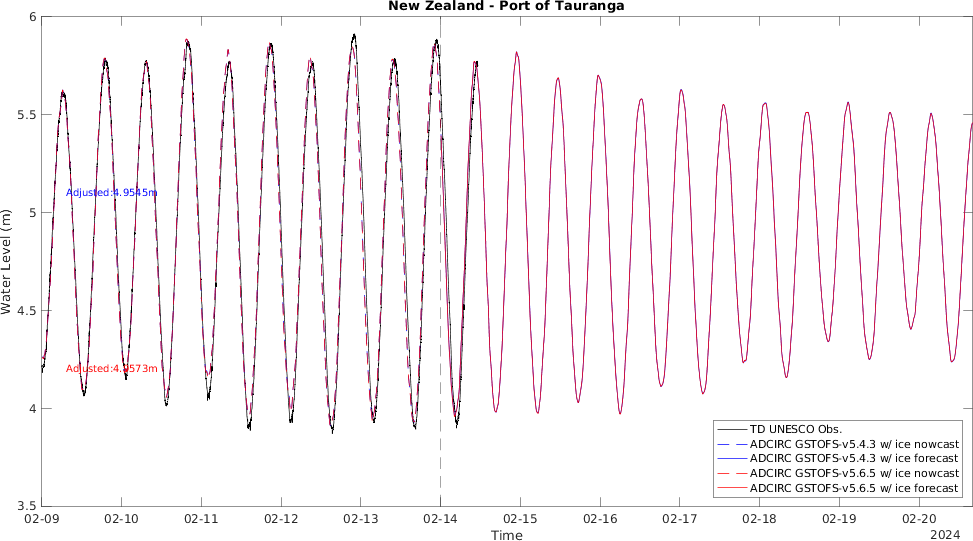 New Zealand - Port of Tauranga
Water Level (m)
6
5.5
5
4.5
4
3.5
Adjusted:4.9545m
Adjusted:
TD UNESCO Obs.
ADCIRC GSTOFS-v5.4.3 w/ ice nowcast
ADCIRC GSTOFS-v5.4.3 w/ ice forecast
ADCIRC GSTOFS-v5.6.5 w/ ice nowcast
ADCIRC GSTOFS-v5.6.5 w/ ice forecast
02-09 02-10 02-11 02-12 02-13 02-14 02-15 02-16 02-17 02-18 02-19 02-20
Time
2024